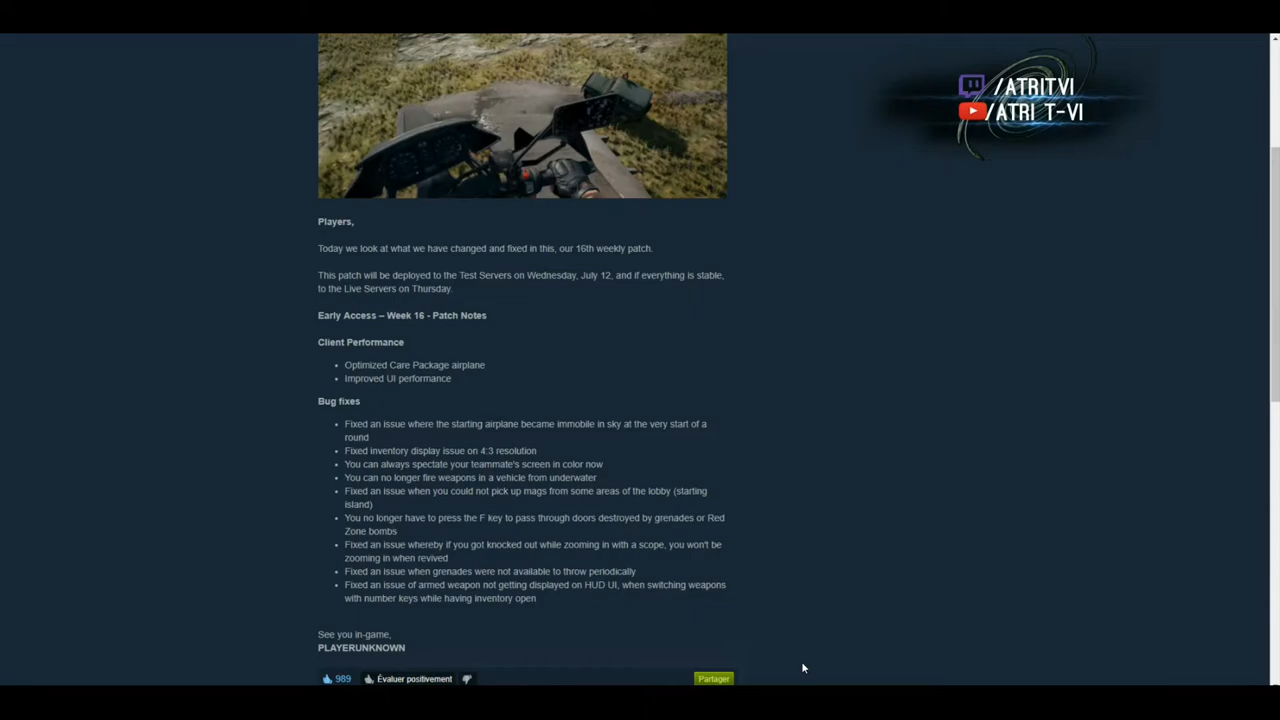 /ATRITVI
/ATRI T-VI
Players,
Today we look at what we have changed and fixed in this, our 16th weekly patch.
This patch will be deployed to the Test Servers on Wednesday, July 12, and if everything is stable,
to the Live Servers on Thursday.
Early Access – Week 16 - Patch Notes
Client Performance
• Optimized Care Package airplane
• Improved UI performance
Bug fixes
• Fixed an issue where the starting airplane became immobile in sky at the very start of a
round
• Fixed inventory display issue on 4:3 resolution
• You can always spectate your teammate's screen in color now
• You can no longer fire weapons in a vehicle from underwater
• Fixed an issue when you could not pick up mags from some areas of the lobby (starting
island)
• You no longer have to press the F key to pass through doors destroyed by grenades or Red
Zone bombs
• Fixed an issue whereby if you got knocked out while zooming in with a scope, you won't be
zooming in when revived
• Fixed an issue when grenades were not available to throw periodically
• Fixed an issue of armed weapon not getting displayed on HUD UI, when switching weapons
with number keys while having inventory open
See you in-game,
PLAYERUNKNOWN
989 Évaluer positivement Partager